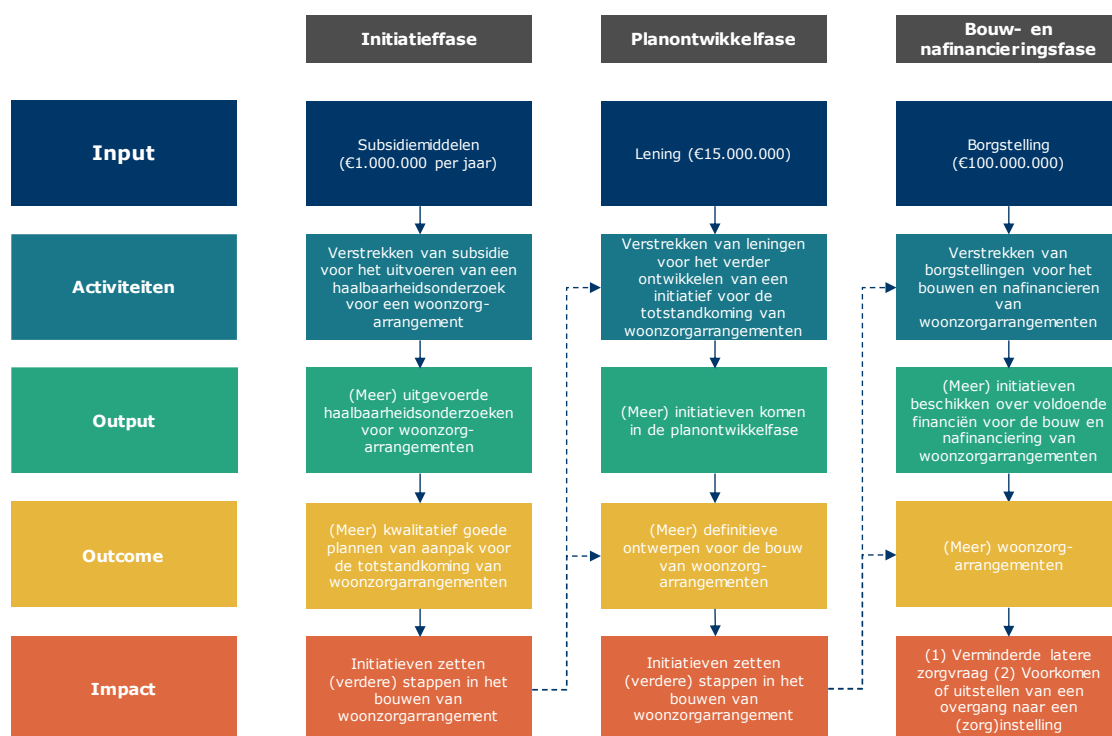 Initiatieffase
Planontwikkelfase
Bouw- en
nafinancieringsfase
Input
Subsidiemiddelen
(€1.000.000 per jaar)
Lening (€15.000.000)
Borgstelling
(€100.000.000)
Activiteiten
Verstrekken van subsidie
voor het uitvoeren van een
haalbaarheidsonderzoek
voor een woonzorg-
arrangement
Verstrekken van leningen
voor het verder
ontwikkelen van een
initiatief voor de
totstandkoming van
woonzorgarrangementen
Verstrekken van
borgstellingen voor het
bouwen en nafinancieren
van
woonzorgarrangementen
Output
(Meer) uitgevoerde
haalbaarheidsonderzoeken
voor woonzorg-
arrangementen
(Meer) initiatieven komen
in de planontwikkelfase
(Meer) initiatieven
beschikken over voldoende
financiën voor de bouw en
nafinanciering van
woonzorgarrangementen
Outcome
(Meer) kwalitatief goede
plannen van aanpak voor
de totstandkoming van
woonzorgarrangementen
(Meer) definitieve
ontwerpen voor de bouw
van woonzorg-
arrangementen
(Meer) woonzorg-
arrangementen
Impact
Initiatieven zetten
(verdere) stappen in het
bouwen van
woonzorgarrangement
Initiatieven zetten
(verdere) stappen in het
bouwen van
woonzorgarrangement
(1) Verminderde latere
zorgvraag (2) Voorkomen
of uitstellen van een
overgang naar een
(zorg)instelling